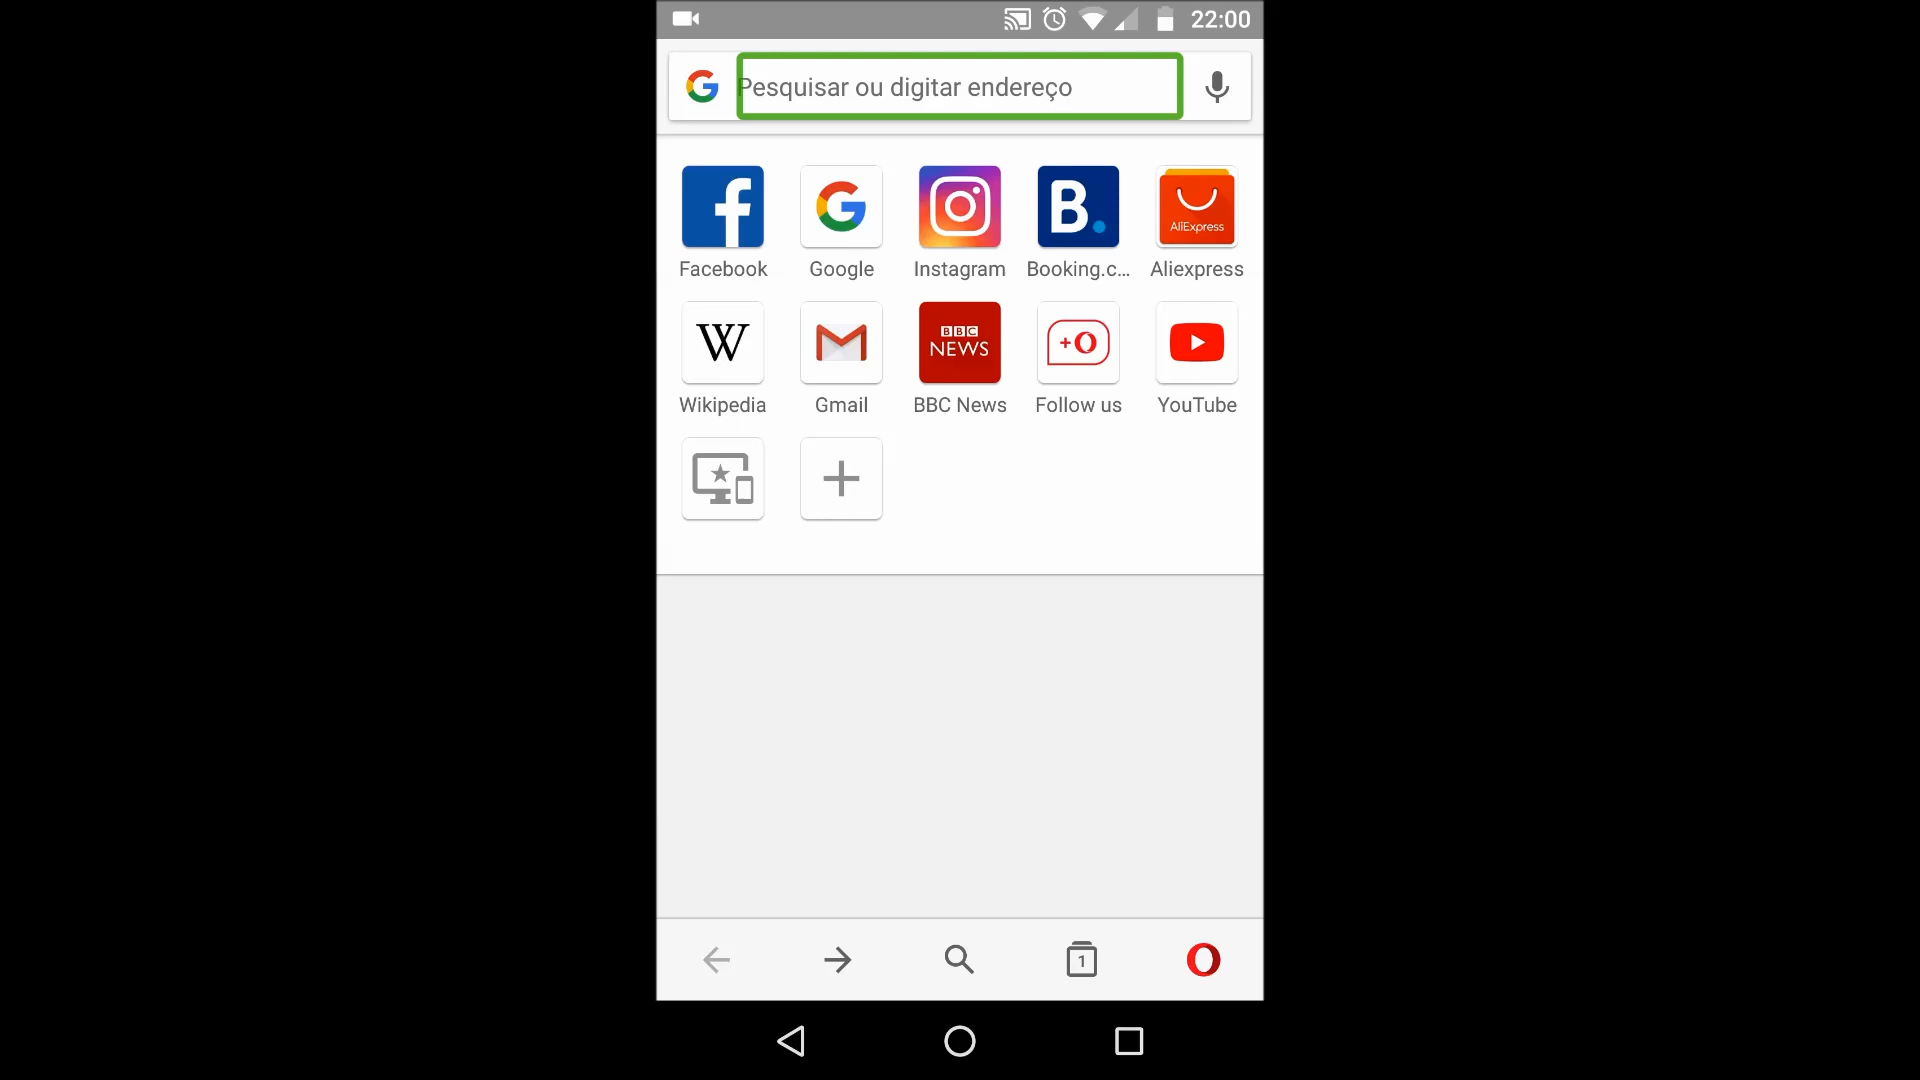 22:00
Pesquisar ou digitar endereço
AliExpress
Facebook Google Instagram Booking.c... Aliexpress
W BBC NEWS +O
Wikipedia Gmail BBC News Follow us YouTube
1